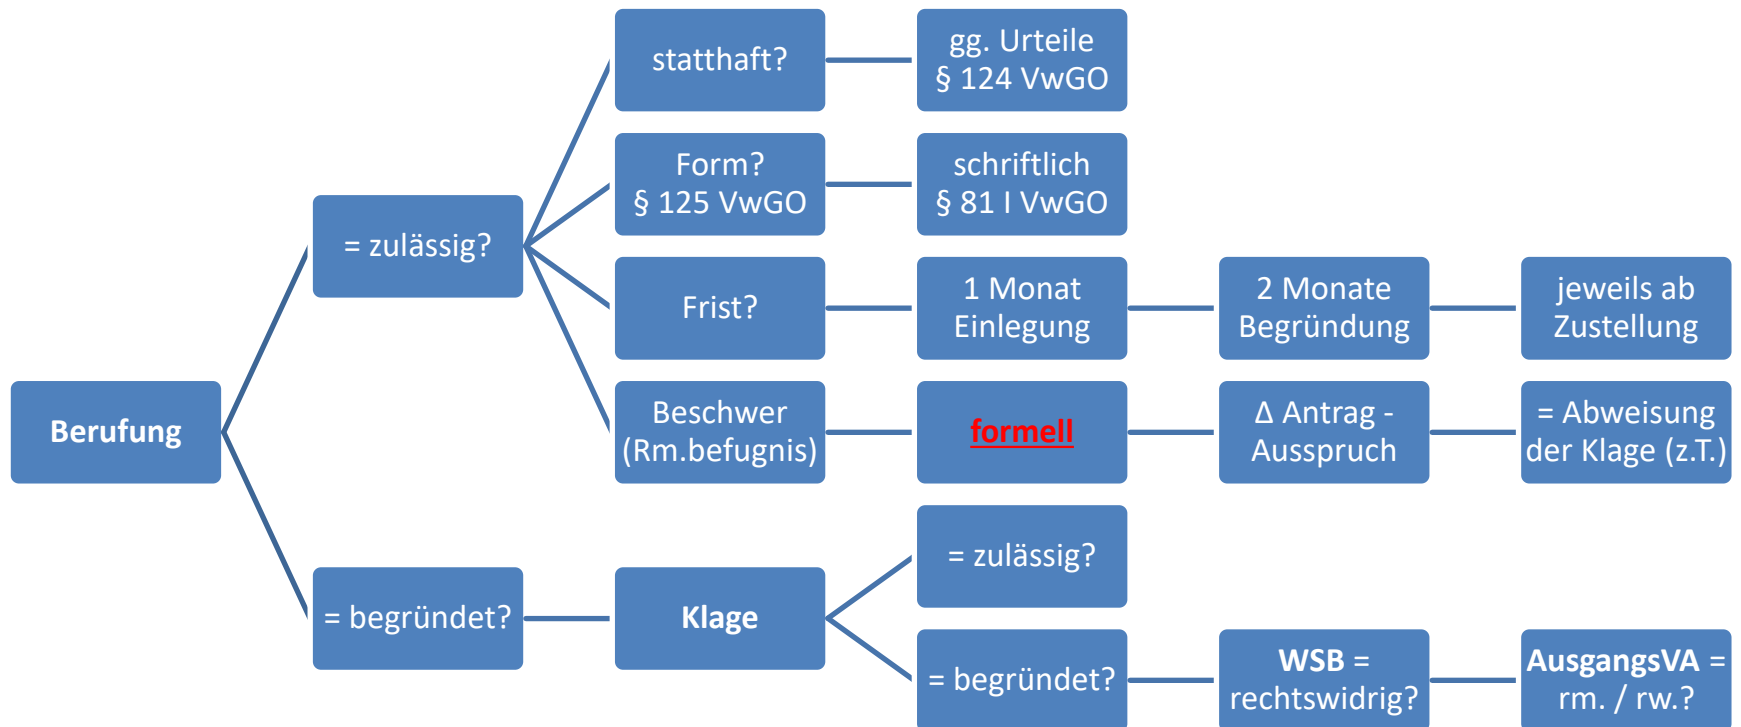 statthaft?
gg. Urteile
§ 124 VwGO
Form?
§ 125 VwGO
schriftlich
§ 81 I VwGO
= zulässig?
Frist?
1 Monat
Einlegung
2 Monate
Begründung
jeweils ab
Zustellung
Berufung
Beschwer
(Rm.befugnis)
formell
Δ Antrag -
Ausspruch
= Abweisung
der Klage (z.T.)
= begründet?
Klage
= zulässig?
= begründet?
WSB =
rechtswidrig?
AusgangsVA =
rm. / rw.?